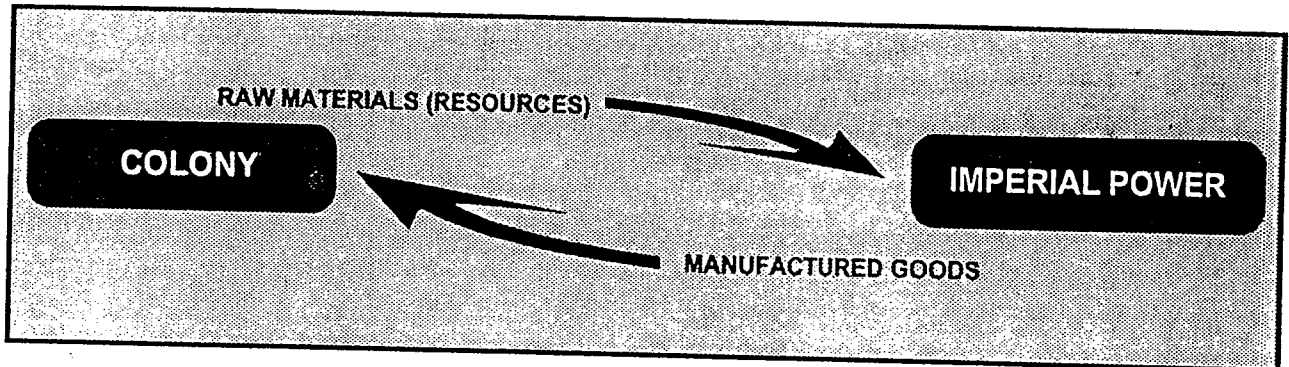 RAW MATERIALS (RESOURCES)
COLONY
IMPERIAL POWER
MANUFACTURED GOODS